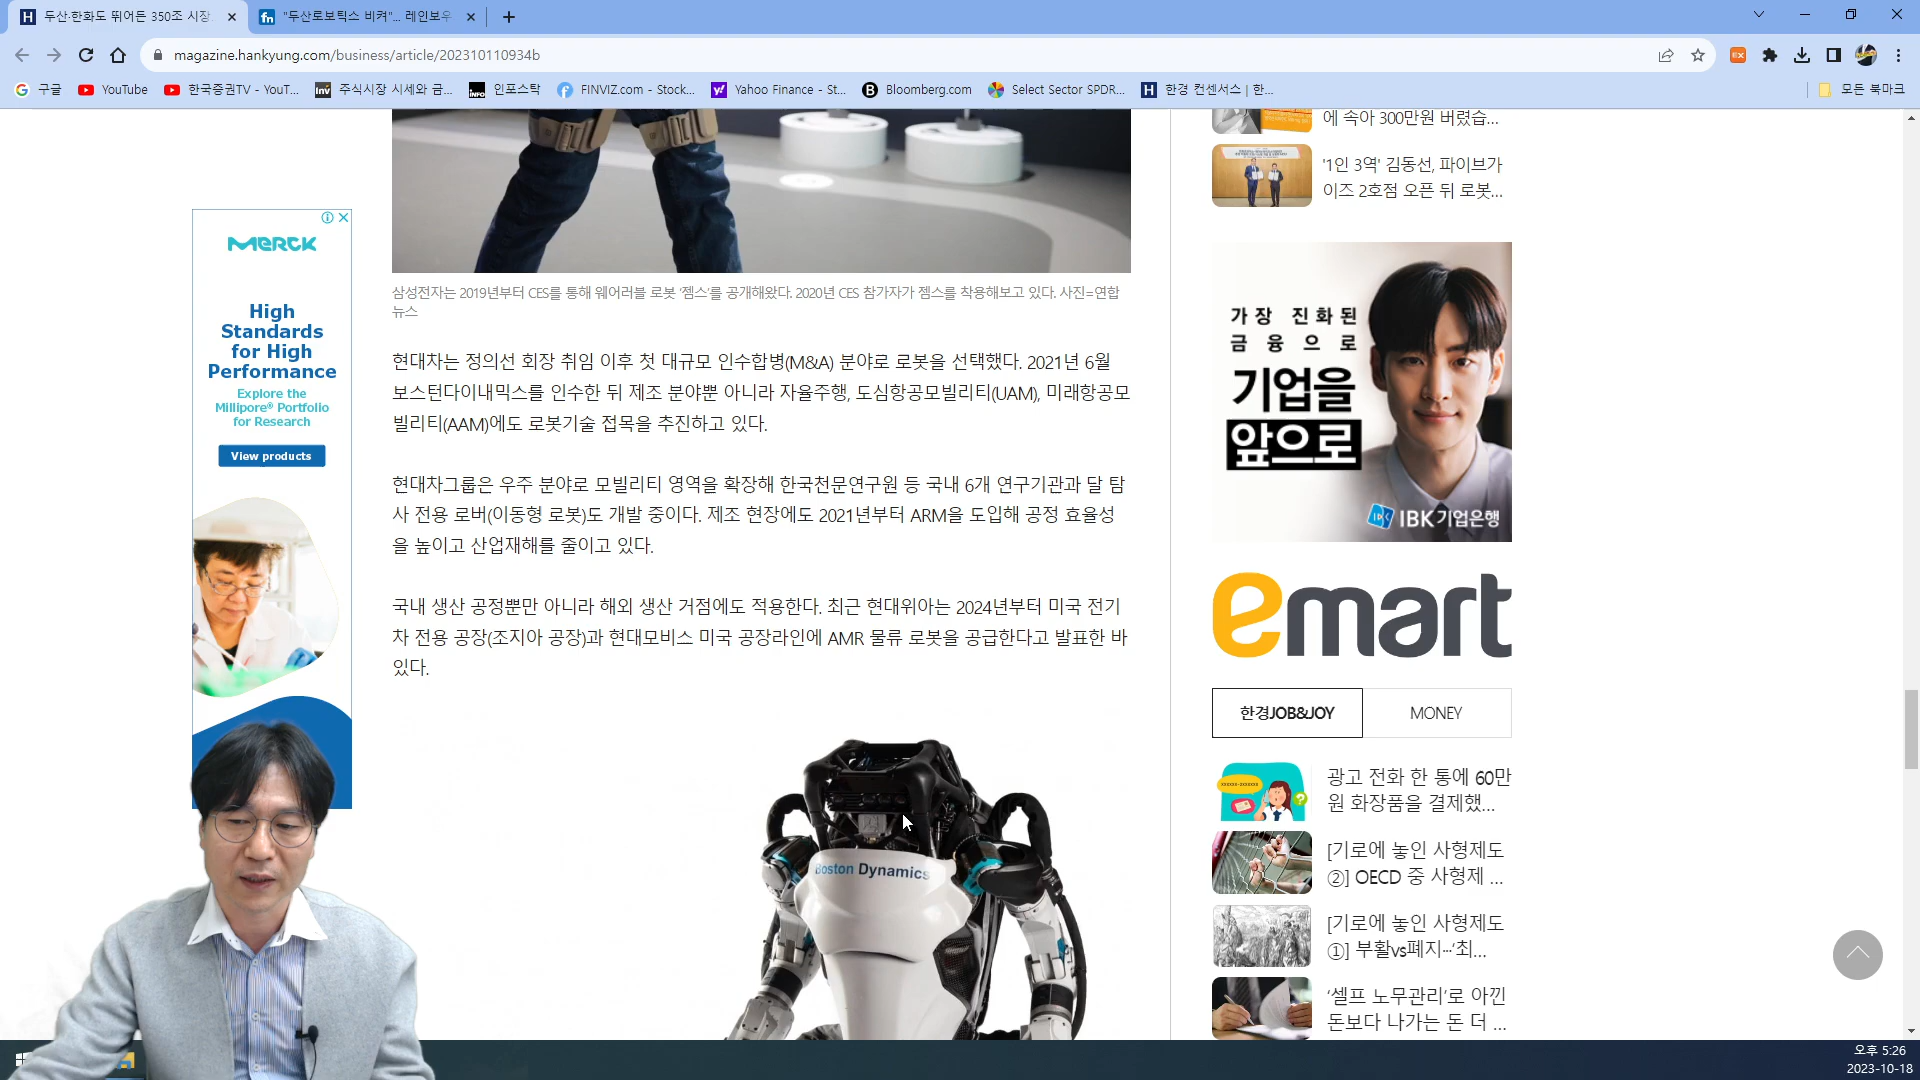 두산·한화도 뛰어든 350조 시장
"두산로보틱스 비켜"... 레인보우
magazine.hankyung.com/business/article/202310110934b
구글
YouTube
한국증권TV - YouT...
주식시장 시세와 금...
인포스탁
FINVIZ.com - Stock...
Yahoo Finance - St...
Bloomberg.com
Select Sector SPDR...
한경 컨센서스 | 한...
모든 북마크
MERCK
High
Standards
for High
Performance
Explore the
Millipore® Portfolio
for Research
View products
삼성전자는 2019년부터 CES를 통해 웨어러블 로봇 ‘젬스’를 공개해왔다. 2020년 CES 참가자가 젬스를 착용해보고 있다. 사진=연합
뉴스
현대차는 정의선 회장 취임 이후 첫 대규모 인수합병(M&A) 분야로 로봇을 선택했다. 2021년 6월
보스턴다이내믹스를 인수한 뒤 제조 분야뿐 아니라 자율주행, 도심항공모빌리티(UAM), 미래항공모
빌리티(AAM)에도 로봇기술 접목을 추진하고 있다.
현대차그룹은 우주 분야로 모빌리티 영역을 확장해 한국천문연구원 등 국내 6개 연구기관과 달 탐
사 전용 로버(이동형 로봇)도 개발 중이다. 제조 현장에도 2021년부터 ARM을 도입해 공정 효율성
을 높이고 산업재해를 줄이고 있다.
국내 생산 공정뿐만 아니라 해외 생산 거점에도 적용한다. 최근 현대위아는 2024년부터 미국 전기
차 전용 공장(조지아 공장)과 현대모비스 미국 공장라인에 AMR 물류 로봇을 공급한다고 발표한 바
있다.
Boston Dynamics
에 속아 300만원 버렸습...
'1인 3역' 김동선, 파이브가
이즈 2호점 오픈 뒤 로봇...
가장 진화된
금융으로
기업을
앞으로
IBK기업은행
emart
한경JOB&JOY
MONEY
광고 전화 한 통에 60만
원 화장품을 결제했...
[기로에 놓인 사형제도
②] OECD 중 사형제 ...
[기로에 놓인 사형제도
①] 부활vs폐지…‘최...
‘셀프 노무관리’로 아낀
돈보다 나가는 돈 더 ...
오후 5:26
2023-10-18